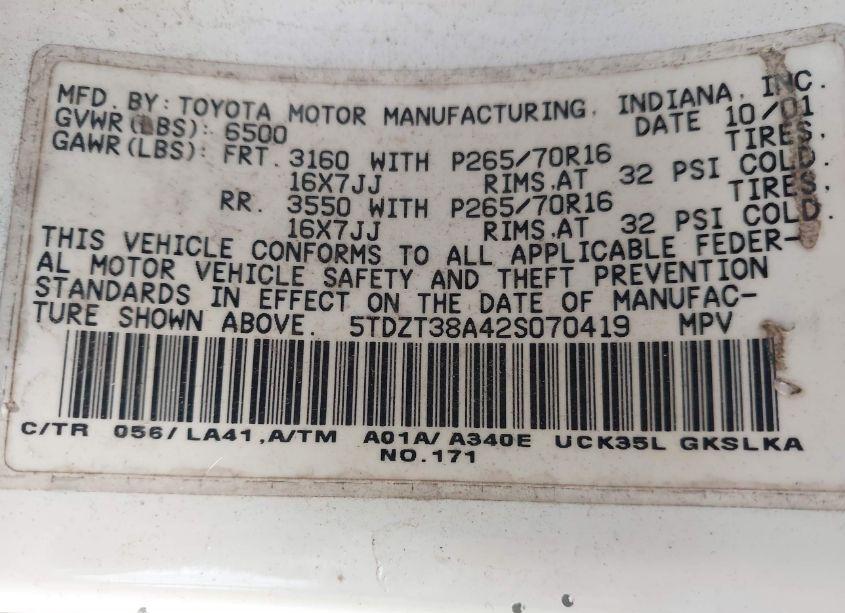 MFD. BY: TOYOTA MOTOR MANUFACTURING, INDIANA, INC.
GVWR(LBS): 6500 DATE 10/01
GAWR(LBS): FRT. 3160 WITH P265/70R16 TIRES,
16X7JJ RIMS.AT 32 PSI COLD.
RR. 3550 WITH P265/70R16 TIRES,
16X7JJ RIMS.AT 32 PSI COLD.
THIS VEHICLE CONFORMS TO ALL APPLICABLE FEDER-
AL MOTOR VEHICLE SAFETY AND THEFT PREVENTION
STANDARDS IN EFFECT ON THE DATE OF MANUFAC-
TURE SHOWN ABOVE. 5TDZT38A42S070419 MPV
C/TR 056/LA41,A/TM A01A/A340E UCK35L GKSLKA
NO.171